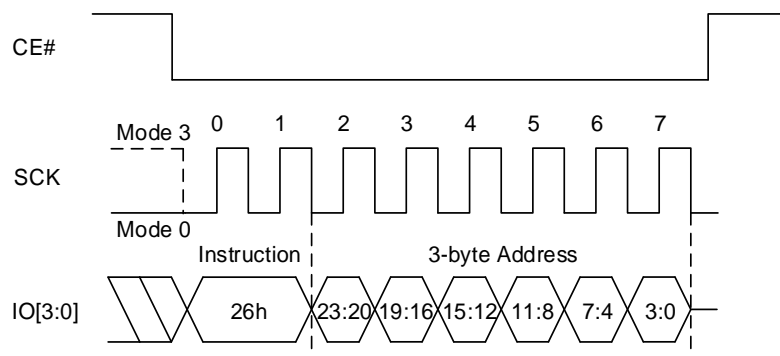 CE#
0 1 2 3 4 5 6 7
Mode 3
SCK
Mode 0
Instruction 3-byte Address
IO[3:0] 26h 23:20 19:16 15:12 11:8 7:4 3:0